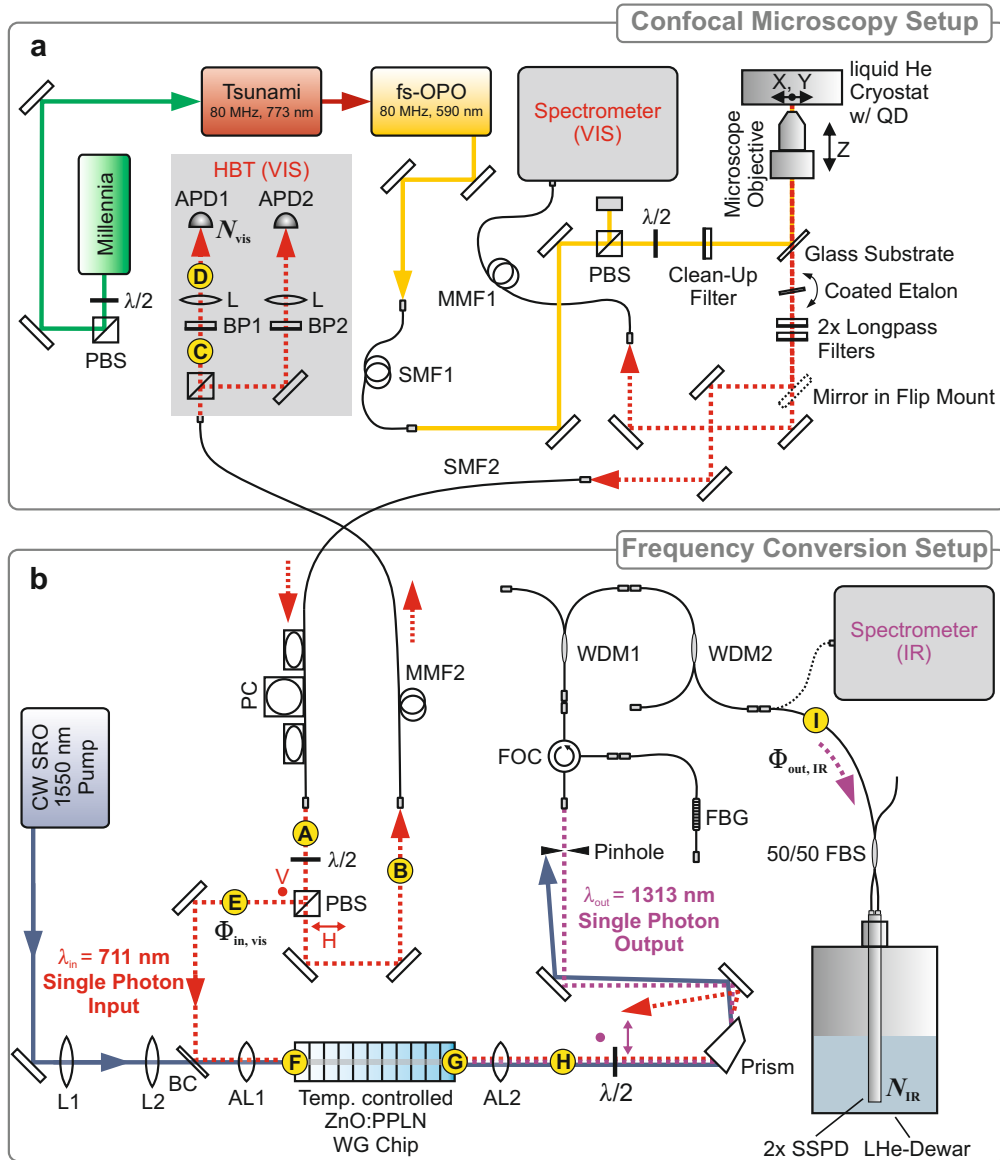 Confocal Microscopy Setup
a
Tsunami
80 MHz, 773 nm
fs-OPO
80 MHz, 590 nm
Spectrometer
(VIS)
X, Y
liquid He
Cryostat
w/ QD
Microscope
Objective
Z
HBT (VIS)
APD1
APD2
N vis
Millennia
λ/2
PBS
D
L
L
BP1
BP2
C
SMF1
MMF1
PBS
λ/2
Clean-Up
Filter
Glass Substrate
Coated Etalon
2x Longpass
Filters
Mirror in Flip Mount
SMF2
Frequency Conversion Setup
b
CW SRO
1550 nm
Pump
PC
MMF2
A
λ/2
B
V
PBS
E
Φin, vis
H
λin = 711 nm
Single Photon
Input
WDM1
WDM2
Spectrometer
(IR)
I
Φout, IR
FOC
FBG
Pinhole
50/50 FBS
λout = 1313 nm
Single Photon
Output
L1
L2
BC
AL1
F
G
AL2
H
λ/2
Prism
Temp. controlled
ZnO:PPLN
WG Chip
NIR
2x SSPD
LHe-Dewar